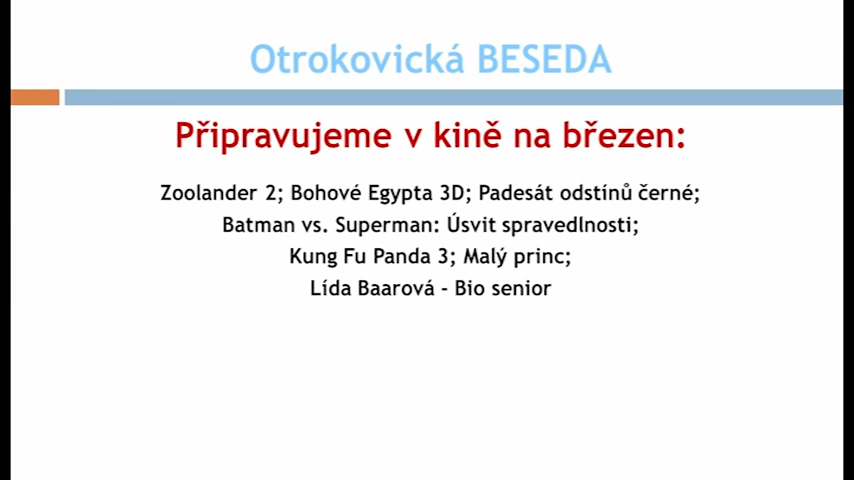 Otrokovická BESEDA
Připravujeme v kině na březen:
Zoolander 2; Bohové Egypta 3D; Padesát odstínů černé;
Batman vs. Superman: Úsvit spravedlnosti;
Kung Fu Panda 3; Malý princ;
Lída Baarová - Bio senior